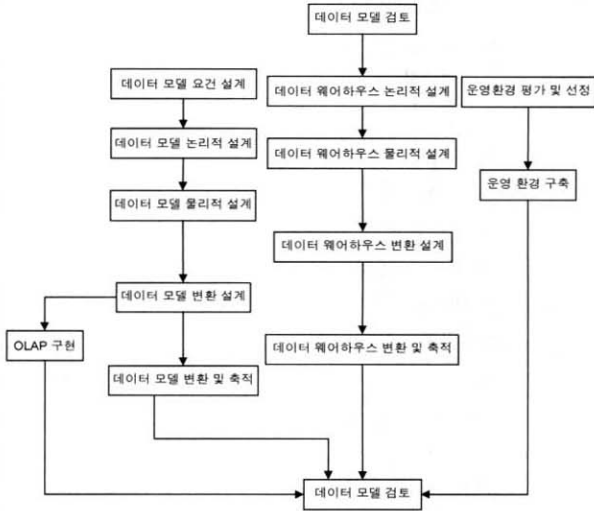 데이터 모델 검토
데이터 모델 요건 설계
데이터 웨어하우스 논리적 설계
운영환경 평가 및 선정
데이터 모델 논리적 설계
데이터 웨어하우스 물리적 설계
운영 환경 구축
데이터 모델 물리적 설계
데이터 웨어하우스 변환 설계
데이터 모델 변환 설계
OLAP 구현
데이터 웨어하우스 변환 및 축적
데이터 모델 변환 및 축적
데이터 모델 검토